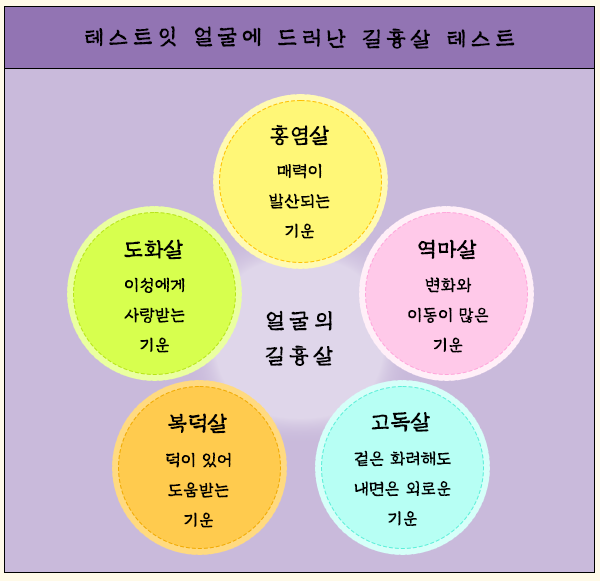 테스트잇 얼굴에 드러난 길흉살 테스트
홍염살
매력이
발산되는
기운
도화살
이성에게
사랑받는
기운
역마살
변화와
이동이 많은
기운
얼굴의
길흉살
복덕살
덕이 있어
도움받는
기운
고독살
겉은 화려해도
내면은 외로운
기운